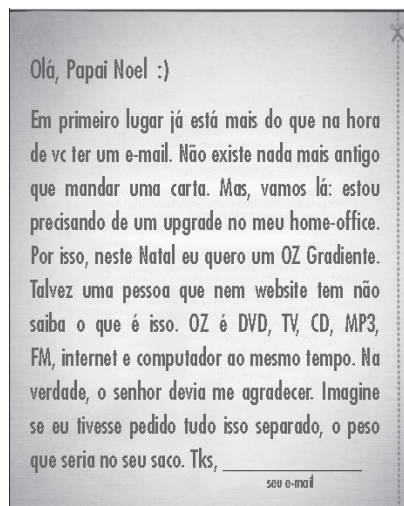 Olá, Papai Noel :)
Em primeiro lugar já está mais do que na hora
de vc ter um e-mail. Não existe nada mais antigo
que mandar uma carta. Mas, vamos lá: estou
precisando de um upgrade no meu home-office.
Por isso, neste Natal eu quero um OZ Gradiente.
Talvez uma pessoa que nem website tem não
saiba o que é isso. OZ é DVD, TV, CD, MP3,
FM, internet e computador ao mesmo tempo. Na
verdade, o senhor devia me agradecer. Imagine
se eu tivesse pedido tudo isso separado, o peso
que seria no seu saco. Tks, ________________
seu e-mail